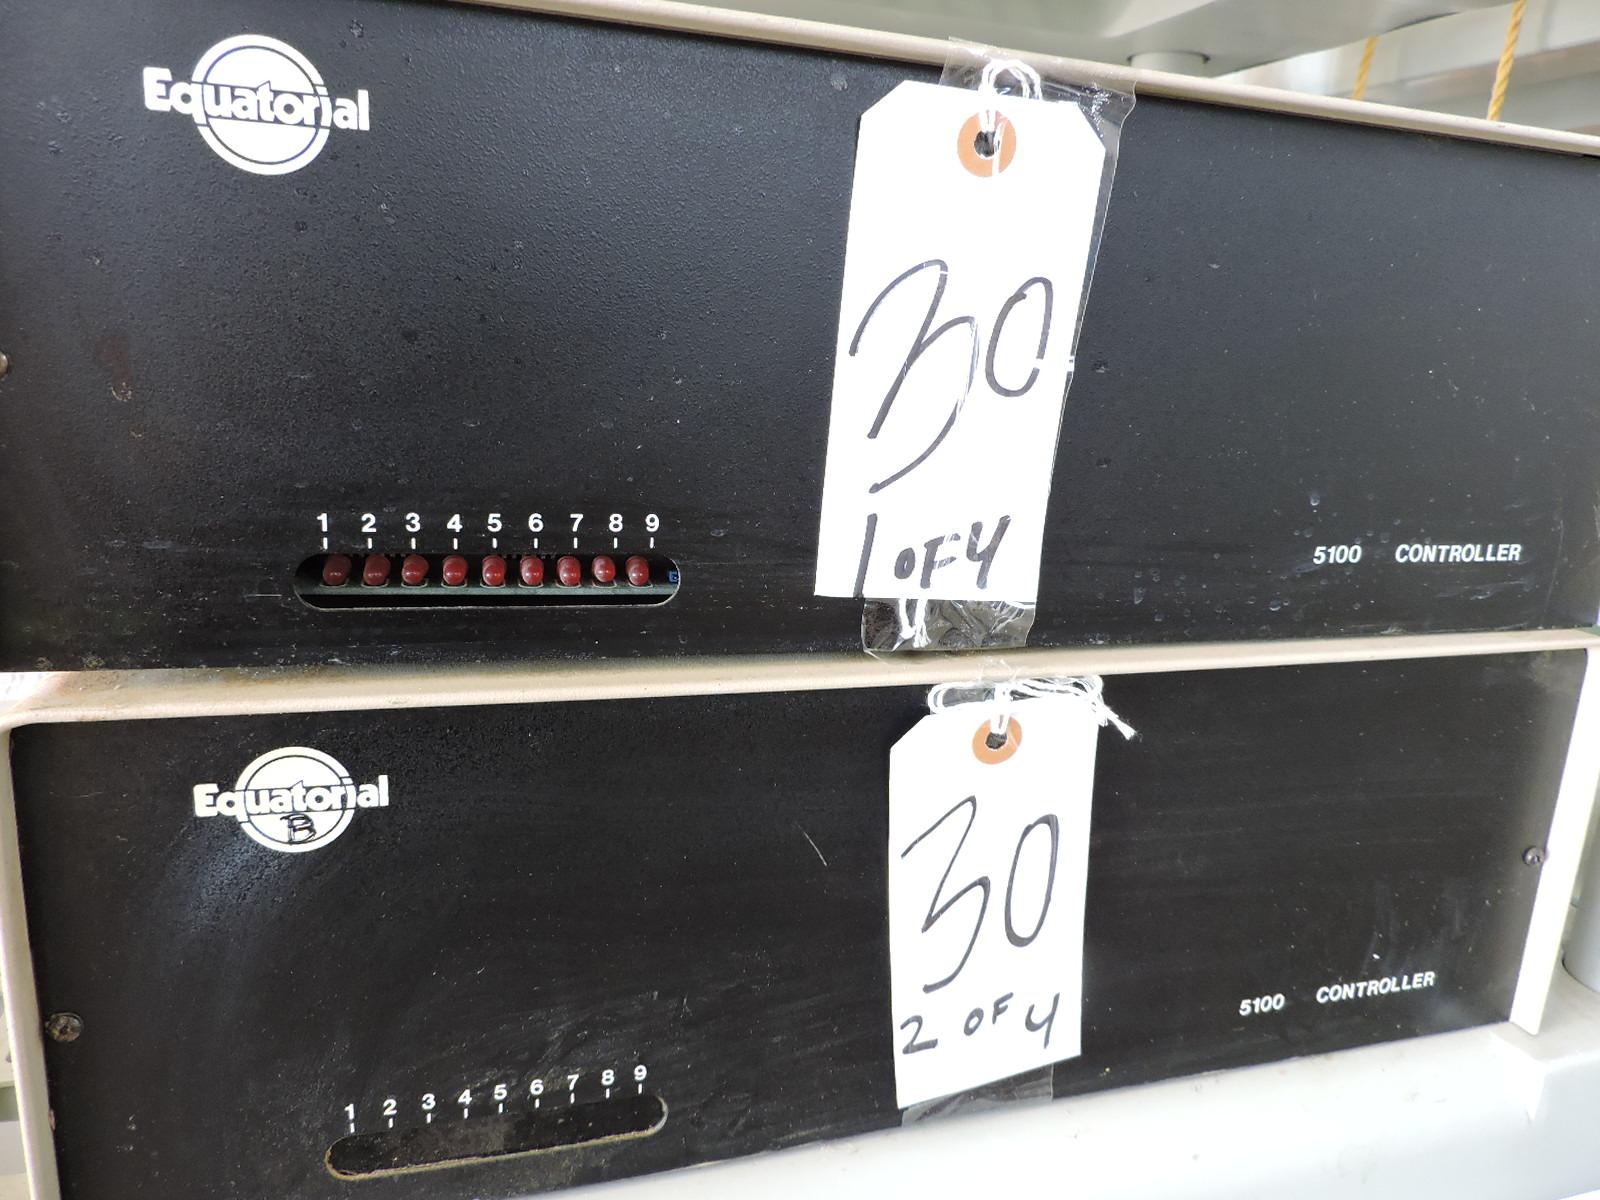 Equatorial
30
1 OF 4
1 2 3 4 5 6 7 8 9
5100 CONTROLLER
Equatorial
B
30
2 OF 4
5100 CONTROLLER
1 2 3 4 5 6 7 8 9